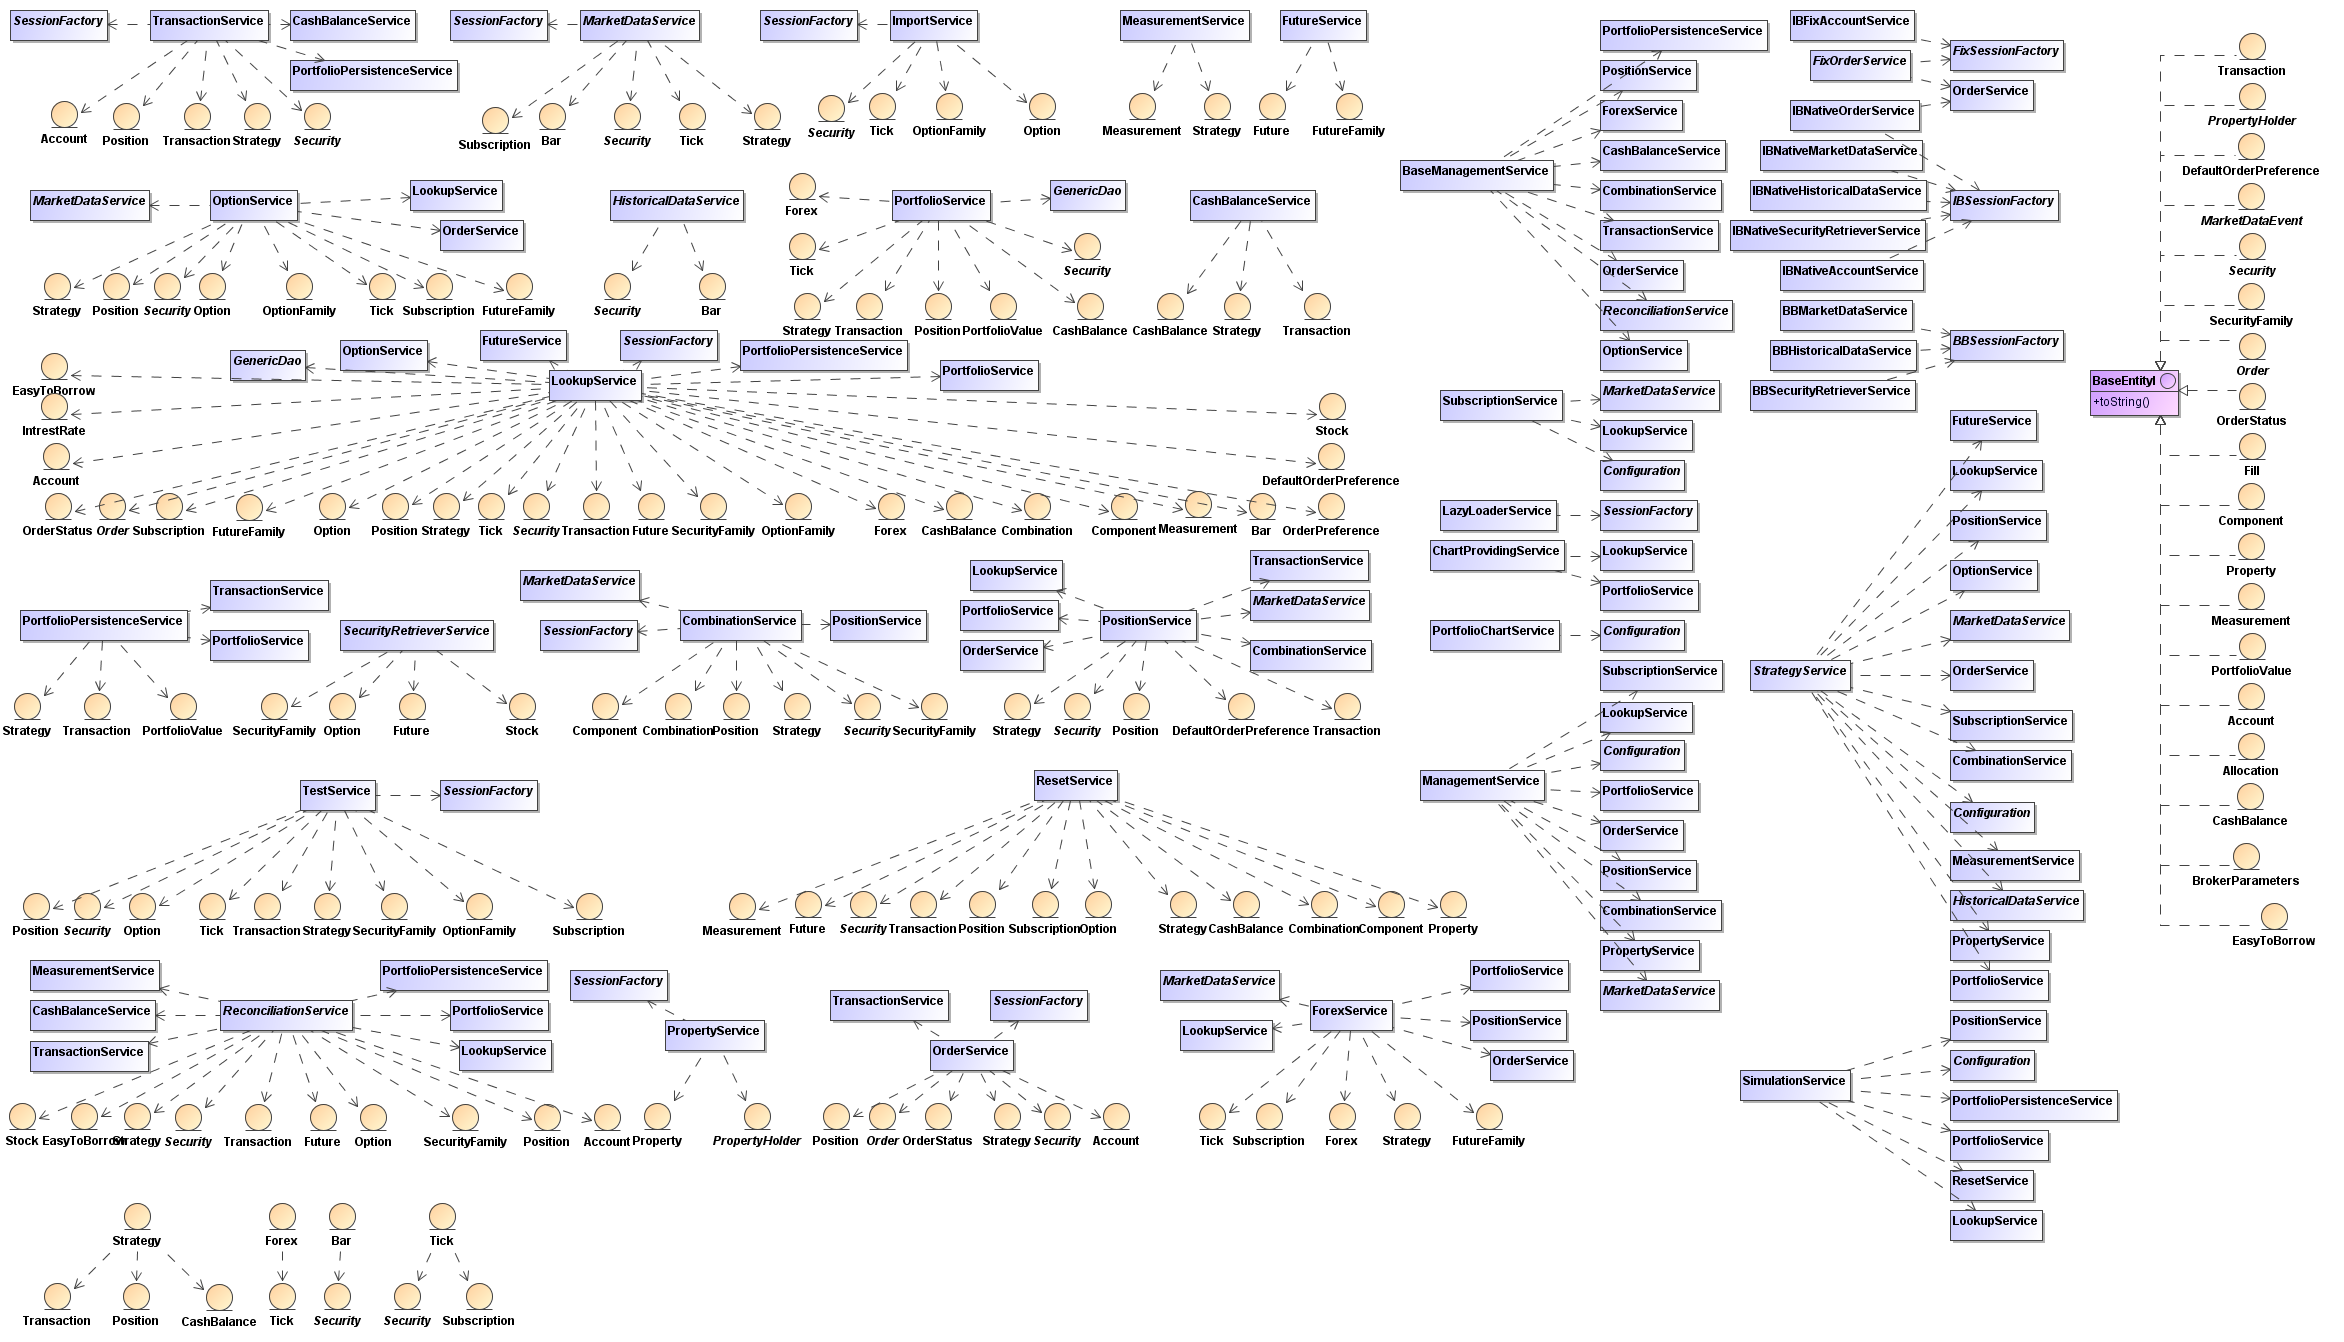 SessionFactory
TransactionService
CashBalanceService
PortfolioPersistenceService
Account
Position
Transaction
Strategy
Security
SessionFactory
MarketDataService
Subscription
Bar
Security
Tick
Strategy
SessionFactory
ImportService
Security
Tick
OptionFamily
Option
MeasurementService
Measurement
Strategy
FutureService
Future
FutureFamily
MarketDataService
OptionService
LookupService
OrderService
Strategy
Position
Security
Option
OptionFamily
Tick
Subscription
FutureFamily
HistoricalDataService
Security
Bar
Forex
PortfolioService
GenericDao
Tick
Security
Strategy
Transaction
Position
PortfolioValue
CashBalance
CashBalanceService
CashBalance
Strategy
Transaction
EasyToBorrow
GenericDao
OptionService
FutureService
SessionFactory
PortfolioPersistenceService
PortfolioService
LookupService
IntrestRate
Stock
Account
DefaultOrderPreference
OrderStatus
Order
Subscription
FutureFamily
Option
Position
Strategy
Tick
Security
Transaction
Future
SecurityFamily
OptionFamily
Forex
CashBalance
Combination
Component
Measurement
Bar
OrderPreference
PortfolioPersistenceService
TransactionService
PortfolioService
Strategy
Transaction
PortfolioValue
SecurityRetrieverService
SecurityFamily
Option
Future
Stock
MarketDataService
SessionFactory
CombinationService
PositionService
Component
Combination
Position
Strategy
Security
SecurityFamily
LookupService
PortfolioService
OrderService
PositionService
TransactionService
MarketDataService
CombinationService
Strategy
Security
Position
DefaultOrderPreference
Transaction
TestService
SessionFactory
Position
Security
Option
Tick
Transaction
Strategy
SecurityFamily
OptionFamily
Subscription
ResetService
Measurement
Future
Security
Transaction
Position
Subscription
Option
Strategy
CashBalance
Combination
Component
Property
MeasurementService
CashBalanceService
TransactionService
ReconciliationService
PortfolioPersistenceService
PortfolioService
LookupService
Stock
EasyToBorrow
Strategy
Security
Transaction
Future
Option
SecurityFamily
Position
Account
SessionFactory
PropertyService
Property
PropertyHolder
TransactionService
SessionFactory
OrderService
Position
Order
OrderStatus
Strategy
Security
Account
MarketDataService
LookupService
ForexService
PortfolioService
PositionService
OrderService
Tick
Subscription
Forex
Strategy
FutureFamily
Strategy
Transaction
Position
CashBalance
Forex
Tick
Bar
Security
Tick
Security
Subscription
BaseManagementService
PortfolioPersistenceService
PositionService
ForexService
CashBalanceService
CombinationService
TransactionService
OrderService
ReconciliationService
OptionService
SubscriptionService
MarketDataService
LookupService
Configuration
LazyLoaderService
SessionFactory
ChartProvidingService
LookupService
PortfolioService
PortfolioChartService
Configuration
ManagementService
SubscriptionService
LookupService
Configuration
PortfolioService
OrderService
PositionService
CombinationService
PropertyService
MarketDataService
IBFixAccountService
FixOrderService
IBNativeOrderService
FixSessionFactory
OrderService
IBNativeMarketDataService
IBNativeHistoricalDataService
IBNativeSecurityRetrieverService
IBNativeAccountService
IBSessionFactory
BBMarketDataService
BBHistoricalDataService
BBSecurityRetrieverService
BBSessionFactory
StrategyService
FutureService
LookupService
PositionService
OptionService
MarketDataService
OrderService
SubscriptionService
CombinationService
Configuration
MeasurementService
HistoricalDataService
PropertyService
PortfolioService
SimulationService
PositionService
Configuration
PortfolioPersistenceService
PortfolioService
ResetService
LookupService
BaseEntityI
+toString()
Transaction
PropertyHolder
DefaultOrderPreference
MarketDataEvent
Security
SecurityFamily
Order
OrderStatus
Fill
Component
Property
Measurement
PortfolioValue
Account
Allocation
CashBalance
BrokerParameters
EasyToBorrow